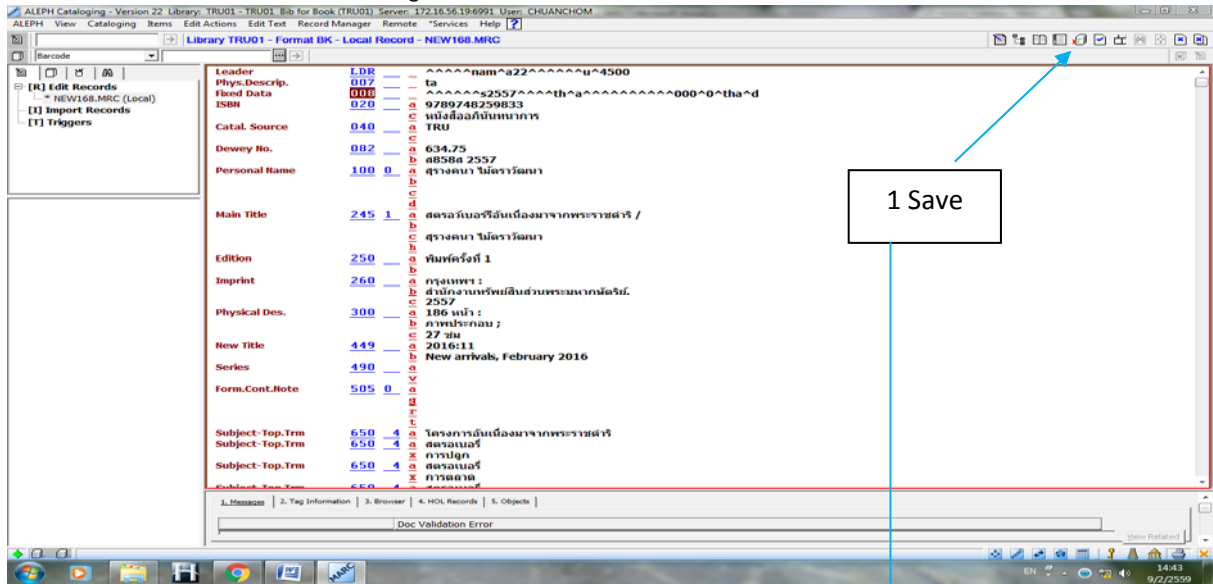 ALEPH Cataloging - Version 22 Library: TRU01 - TRU01 Bib for Book (TRU01) Server: 172.16.56.19:6991 User: CHUANCHOM
ALEPH View Cataloging Items Edit Actions Edit Text Record Manager Remote *Services Help ?
Library TRU01 - Format BK - Local Record - NEW168.MRC
Barcode
[R] Edit Records
* NEW168.MRC (Local)
[I] Import Records
[T] Triggers
Leader LDR _ ^^^^^nam^a22^^^^^^u^4500
Phys.Descrip. 007 _ ta
Fixed Data 008 _ ^^^^^^s2557^^^^th^a^^^^^^^^^^000^0^tha^d
ISBN 020 a 9789748259833
c หนังสืออภินันทนาการ
Catal. Source 040 a TRU
c
Dewey No. 082 a 634.75
b ส858ส 2557
Personal Name 100 0 a สุรางคนา ไม้ตราวัฒนา
b
c
d
Main Title 245 1 a สตรอว์เบอร์รีอันเนื่องมาจากพระราชดำริ /
b
c สุรางคนา ไม้ตราวัฒนา
h
Edition 250 a พิมพ์ครั้งที่ 1
b
Imprint 260 a กรุงเทพฯ :
b สำนักงานทรัพย์สินส่วนพระมหากษัตริย์.
c 2557
Physical Des. 300 a 186 หน้า :
b ภาพประกอบ ;
c 27 ซม
New Title 449 a 2016:11
b New arrivals, February 2016
Series 490 a
v
Form.Cont.Note 505 0 a
g
r
t
Subject-Top.Trm 650 4 a โครงการอันเนื่องมาจากพระราชดำริ
Subject-Top.Trm 650 4 a สตรอเบอรี่
x การปลูก
Subject-Top.Trm 650 4 a สตรอเบอรี่
x การตลาด
Subject-Top.Trm 650 4 a
1 Save
1. Messages 2. Tag Information 3. Browser 4. HOL Records 5. Objects
Doc Validation Error
View Related
MARC
EN
14:43
9/2/2559